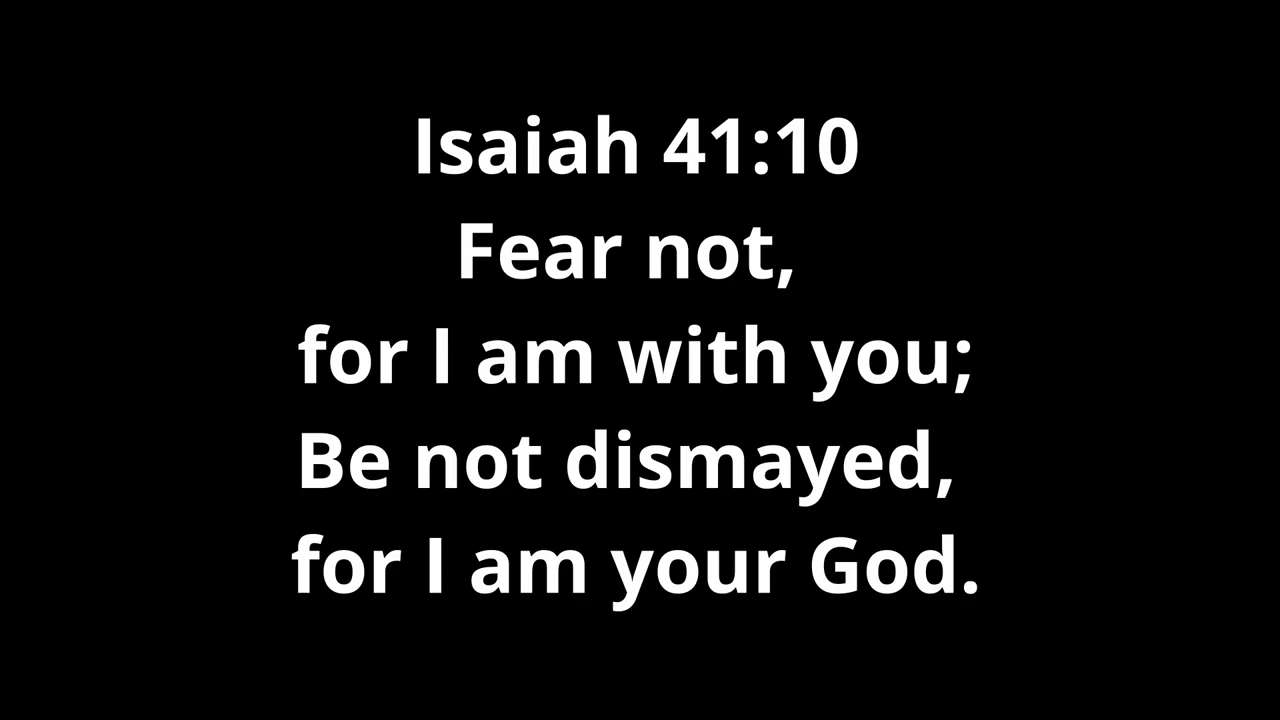 Isaiah 41:10
Fear not,
for I am with you;
Be not dismayed,
for I am your God.